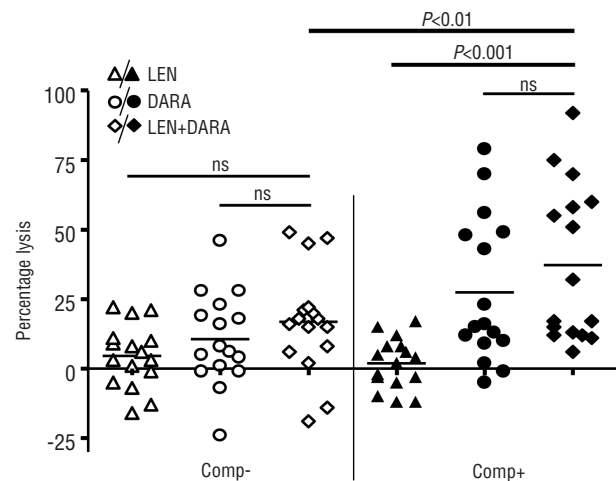 P<0.01
P<0.001
ns
LEN
DARA
LEN+DARA
ns
ns
Percentage lysis
100
75
50
25
0
-25
Comp-
Comp+